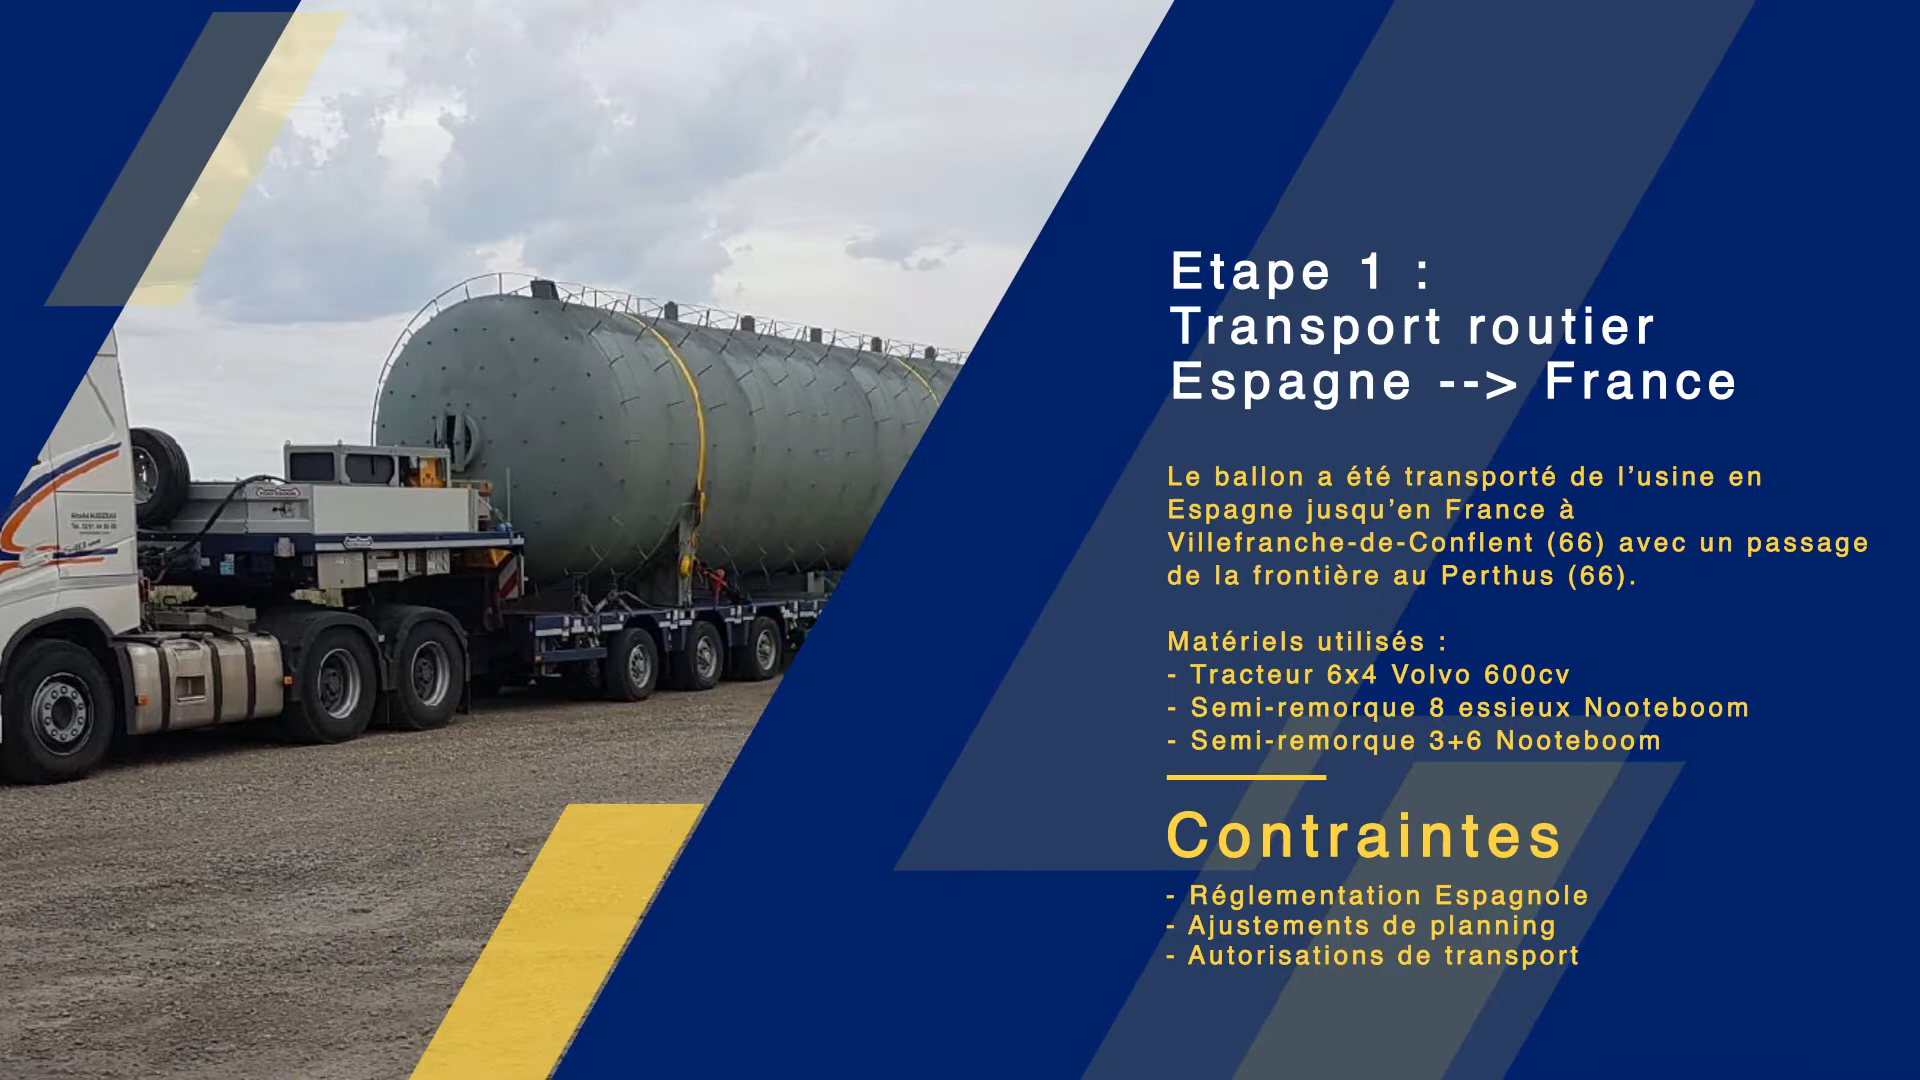 Etape 1 :
Transport routier
Espagne --> France
Le ballon a été transporté de l’usine en
Espagne jusqu’en France à
Villefranche-de-Conflent (66) avec un passage
de la frontière au Perthus (66).
Matériels utilisés :
- Tracteur 6x4 Volvo 600cv
- Semi-remorque 8 essieux Nooteboom
- Semi-remorque 3+6 Nooteboom
Contraintes
- Réglementation Espagnole
- Ajustements de planning
- Autorisations de transport